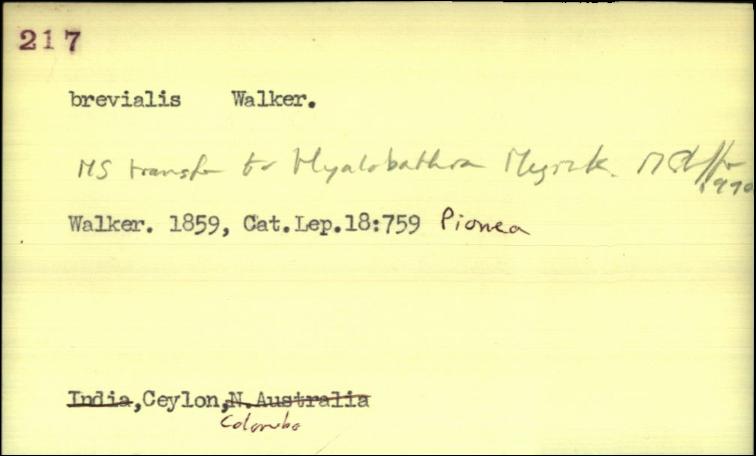 217
brevialis Walker.
MS transfer to Hyalobathra Meyrick.
1970
Walker. 1859, Cat.Lep.18:759 Pionea
India,Ceylon,N.Australia
Colombo